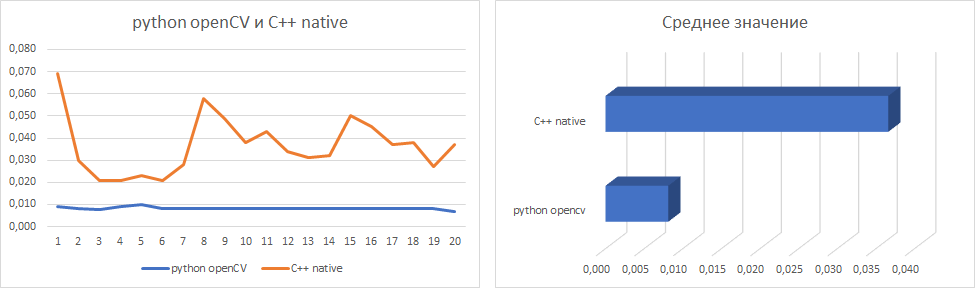 python openCV и C++ native
0,080
0,070
0,060
0,050
0,040
0,030
0,020
0,010
0,000
1 2 3 4 5 6 7 8 9 10 11 12 13 14 15 16 17 18 19 20
python openCV C++ native
Среднее значение
C++ native
python opencv
0,000 0,005 0,010 0,015 0,020 0,025 0,030 0,035 0,040